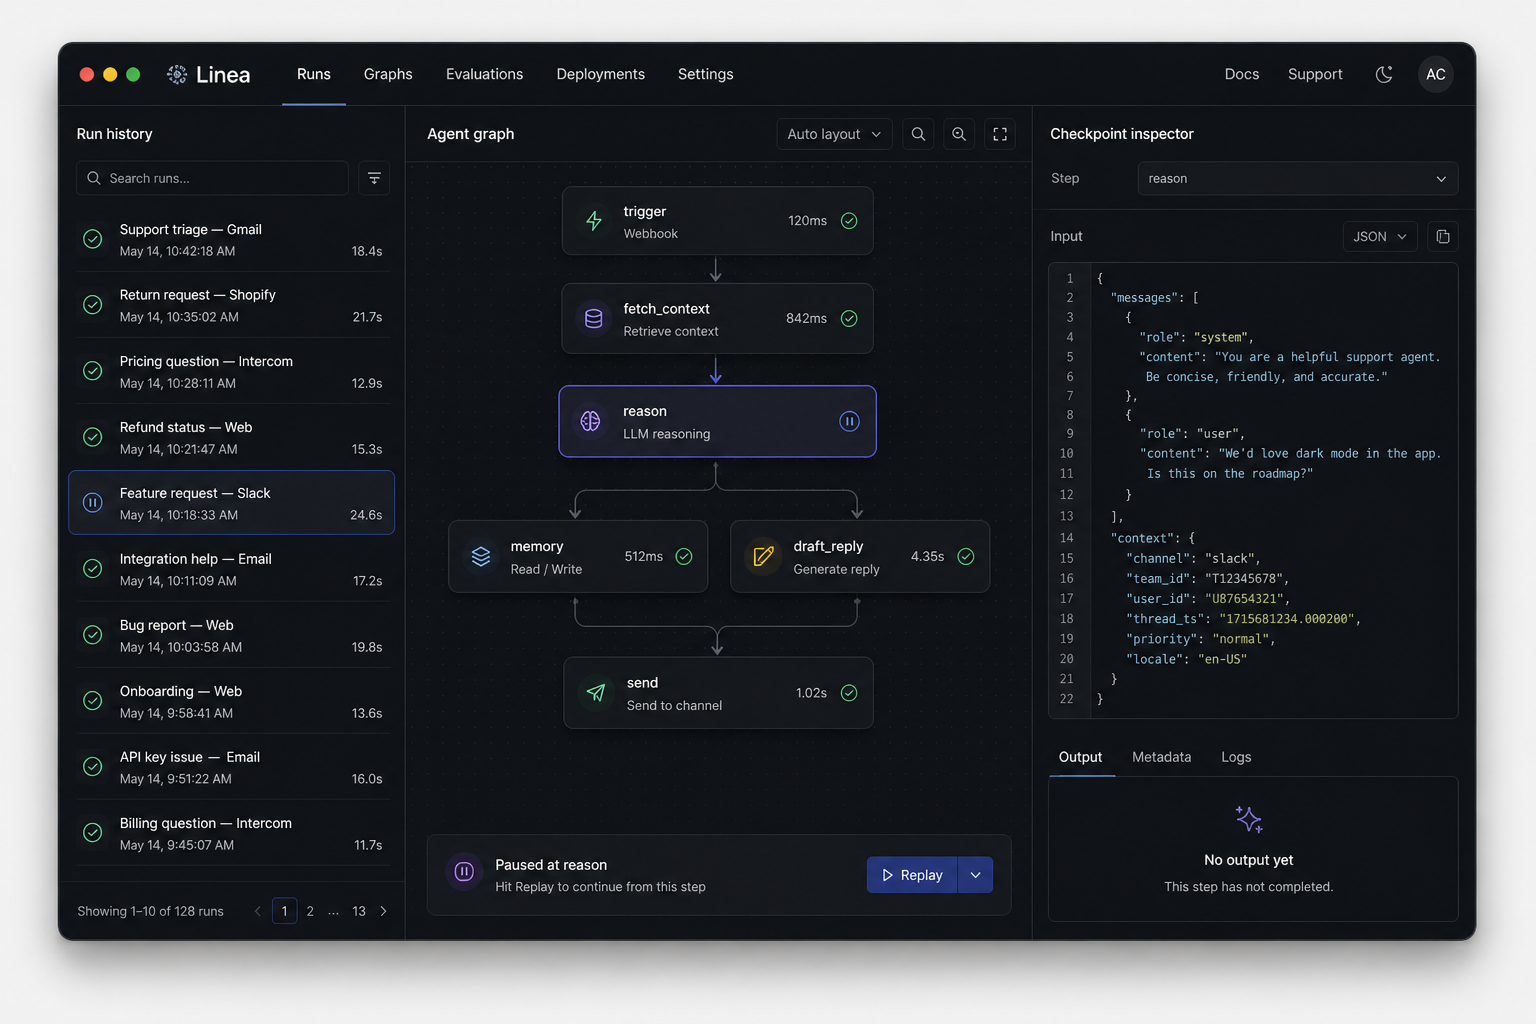 Linea
Runs
Graphs
Evaluations
Deployments
Settings
Docs
Support
AC
Run history
Search runs...
Support triage — Gmail
May 14, 10:42:18 AM
18.4s
Return request — Shopify
May 14, 10:35:02 AM
21.7s
Pricing question — Intercom
May 14, 10:28:11 AM
12.9s
Refund status — Web
May 14, 10:21:47 AM
15.3s
Feature request — Slack
May 14, 10:18:33 AM
24.6s
Integration help — Email
May 14, 10:11:09 AM
17.2s
Bug report — Web
May 14, 10:03:58 AM
19.8s
Onboarding — Web
May 14, 9:58:41 AM
13.6s
API key issue — Email
May 14, 9:51:22 AM
16.0s
Billing question — Intercom
May 14, 9:45:07 AM
11.7s
Showing 1–10 of 128 runs
1 2 ... 13
Agent graph
Auto layout
trigger
Webhook
120ms
fetch_context
Retrieve context
842ms
reason
LLM reasoning
memory
Read / Write
512ms
draft_reply
Generate reply
4.35s
send
Send to channel
1.02s
Paused at reason
Hit Replay to continue from this step
Replay
Checkpoint inspector
Step
reason
Input
JSON
1 {
2 "messages": [
3 {
4 "role": "system",
5 "content": "You are a helpful support agent.
6 Be concise, friendly, and accurate."
7 },
8 {
9 "role": "user",
10 "content": "We'd love dark mode in the app.
11 Is this on the roadmap?"
12 }
13 ],
14 "context": {
15 "channel": "slack",
16 "team_id": "T12345678",
17 "user_id": "U87654321",
18 "thread_ts": "1715681234.000200",
19 "priority": "normal",
20 "locale": "en-US"
21 }
22 }
Output
Metadata
Logs
No output yet
This step has not completed.